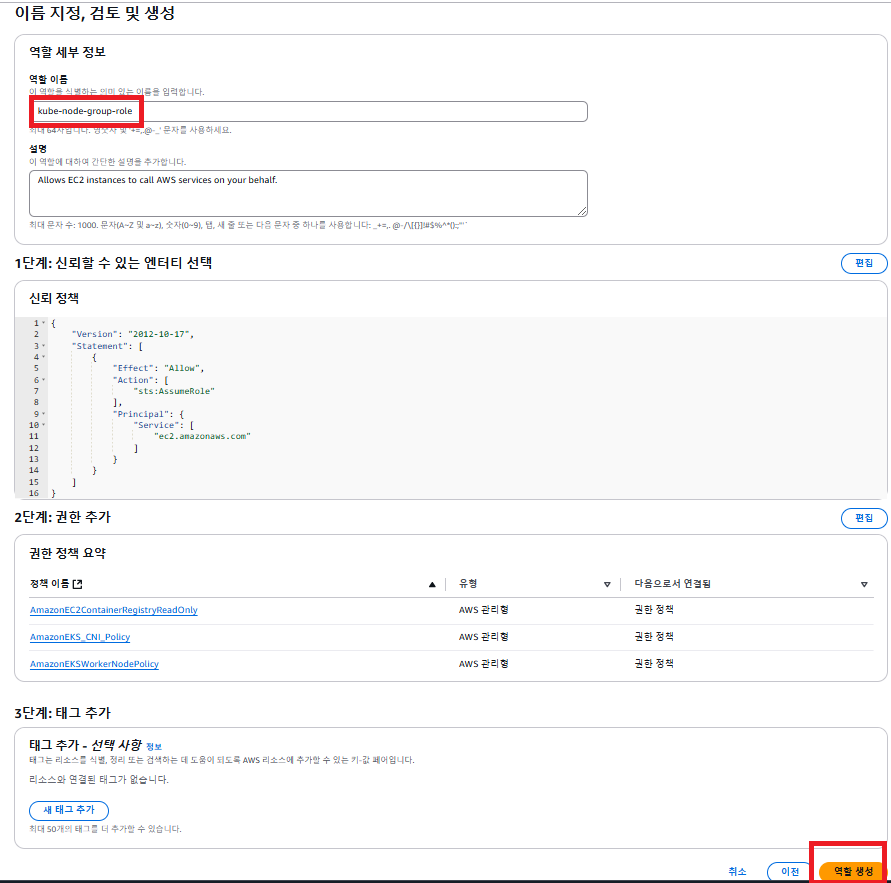 이름 지정, 검토 및 생성
역할 세부 정보
역할 이름
이 역할을 식별하는 의미 있는 이름을 입력합니다.
kube-node-group-role
최대 64자입니다. 영숫자 및 '+=,.@-_' 문자를 사용하세요.
설명
이 역할에 대하여 간단한 설명을 추가합니다.
Allows EC2 instances to call AWS services on your behalf.
최대 문자 수: 1000. 문자(A~Z 및 a~z), 숫자(0~9), 탭, 새 줄 또는 다음 문자 중 하나를 사용합니다: _+=,. @-/\[{}]!#$%^*();:"'`
1단계: 신뢰할 수 있는 엔터티 선택
편집
신뢰 정책
1 {
2 "Version": "2012-10-17",
3 "Statement": [
4 {
5 "Effect": "Allow",
6 "Action": [
7 "sts:AssumeRole"
8 ],
9 "Principal": {
10 "Service": [
11 "ec2.amazonaws.com"
12 ]
13 }
14 }
15 ]
16 }
2단계: 권한 추가
편집
권한 정책 요약
정책 이름 유형 다음으로서 연결됨
AmazonEC2ContainerRegistryReadOnly AWS 관리형 권한 정책
AmazonEKS_CNI_Policy AWS 관리형 권한 정책
AmazonEKSWorkerNodePolicy AWS 관리형 권한 정책
3단계: 태그 추가
태그 추가 - 선택 사항 정보
태그는 리소스를 식별, 정리 또는 검색하는 데 도움이 되도록 AWS 리소스에 추가할 수 있는 키-값 페어입니다.
리소스와 연결된 태그가 없습니다.
새 태그 추가
최대 50개의 태그를 더 추가할 수 있습니다.
취소 이전 역할 생성